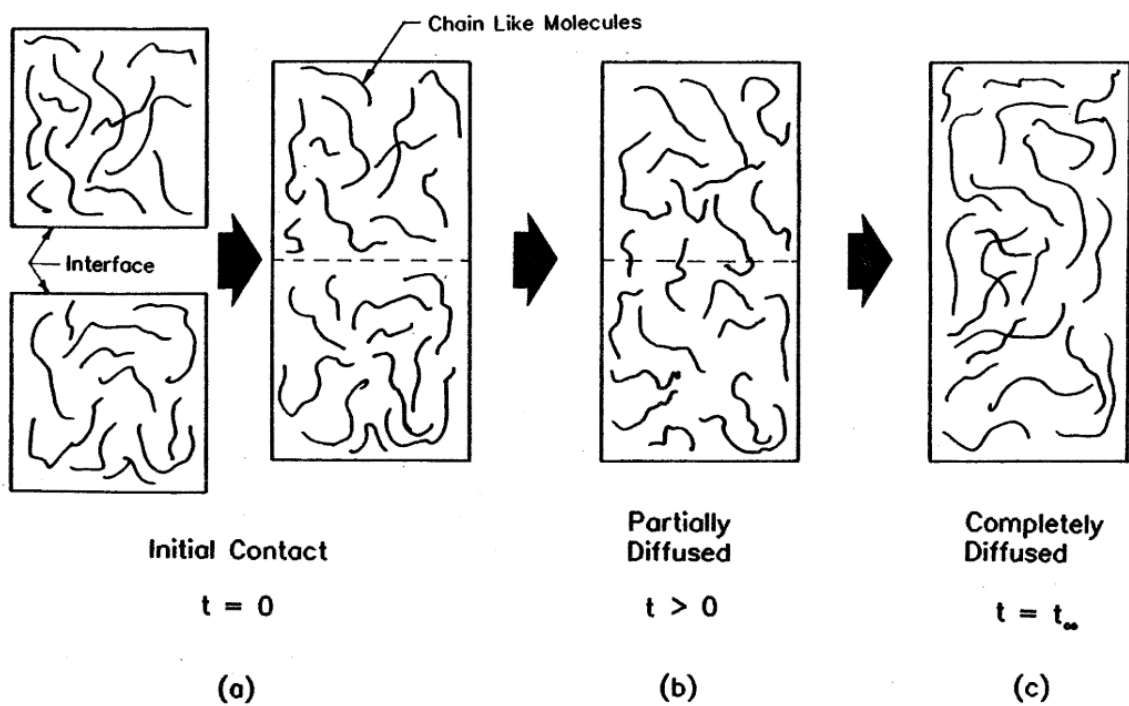 Chain Like Molecules
Interface
Initial Contact
t = 0
(a)
Partially
Diffused
t > 0
(b)
Completely
Diffused
t = t∞
(c)